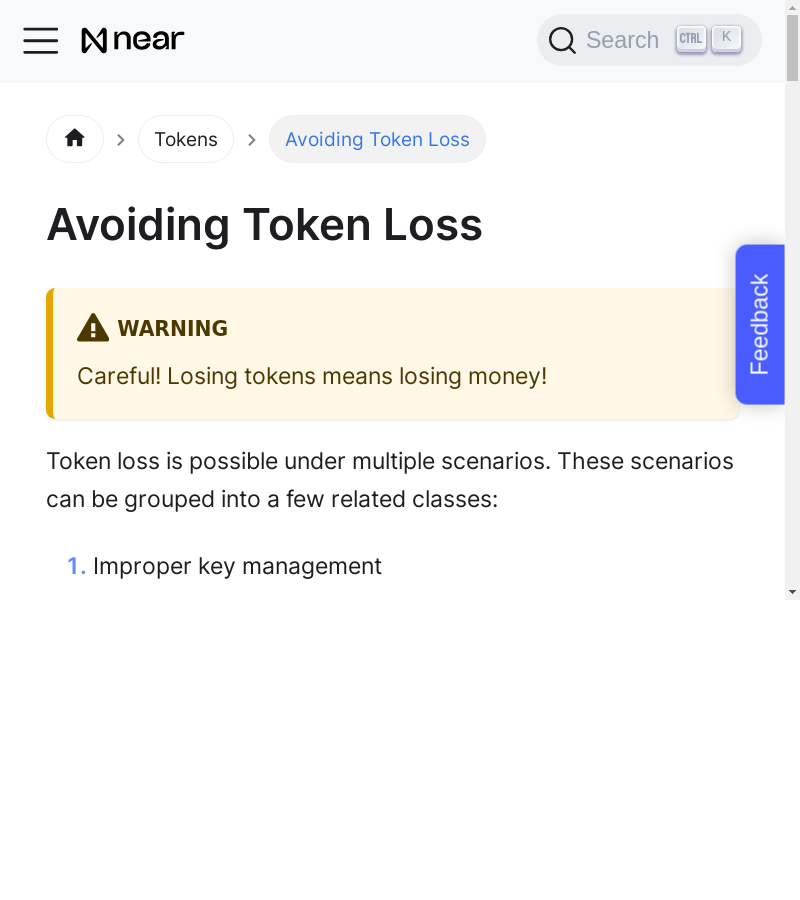 near
Search CTRL K
Tokens
Avoiding Token Loss
Avoiding Token Loss
WARNING
Careful! Losing tokens means losing money!
Feedback
Token loss is possible under multiple scenarios. These scenarios
can be grouped into a few related classes:
1. Improper key management